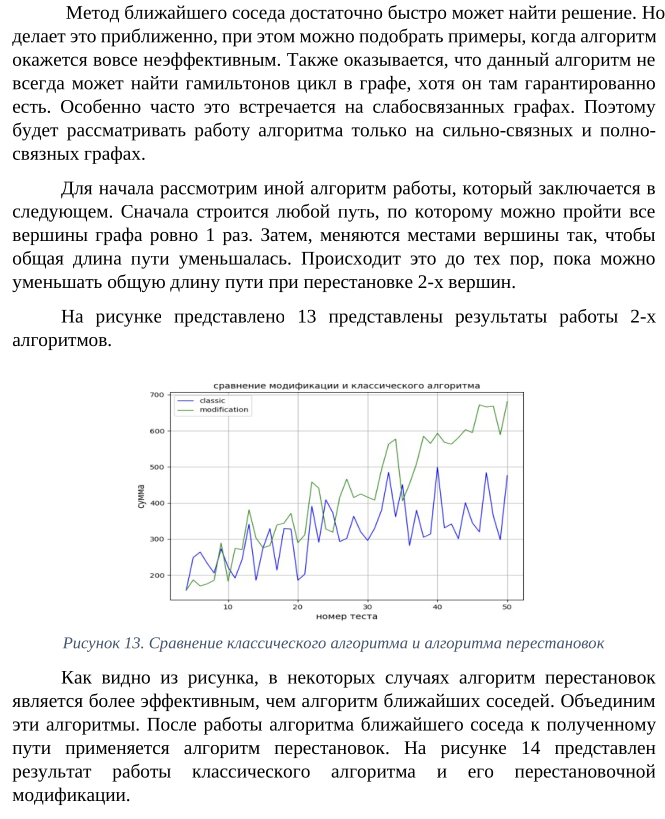 Метод ближайшего соседа достаточно быстро может найти решение. Но
делает это приближенно, при этом можно подобрать примеры, когда алгоритм
окажется вовсе неэффективным. Также оказывается, что данный алгоритм не
всегда может найти гамильтонов цикл в графе, хотя он там гарантированно
есть. Особенно часто это встречается на слабосвязанных графах. Поэтому
будет рассматривать работу алгоритма только на сильно-связных и полно-
связных графах.
Для начала рассмотрим иной алгоритм работы, который заключается в
следующем. Сначала строится любой путь, по которому можно пройти все
вершины графа ровно 1 раз. Затем, меняются местами вершины так, чтобы
общая длина пути уменьшалась. Происходит это до тех пор, пока можно
уменьшать общую длину пути при перестановке 2-х вершин.
На рисунке представлено 13 представлены результаты работы 2-х
алгоритмов.
сравнение модификации и классического алгоритма
classic
modification
700
600
500
400
300
200
сумма
10 20 30 40 50
номер теста
Рисунок 13. Сравнение классического алгоритма и алгоритма перестановок
Как видно из рисунка, в некоторых случаях алгоритм перестановок
является более эффективным, чем алгоритм ближайших соседей. Объединим
эти алгоритмы. После работы алгоритма ближайшего соседа к полученному
пути применяется алгоритм перестановок. На рисунке 14 представлен
результат работы классического алгоритма и его перестановочной
модификации.